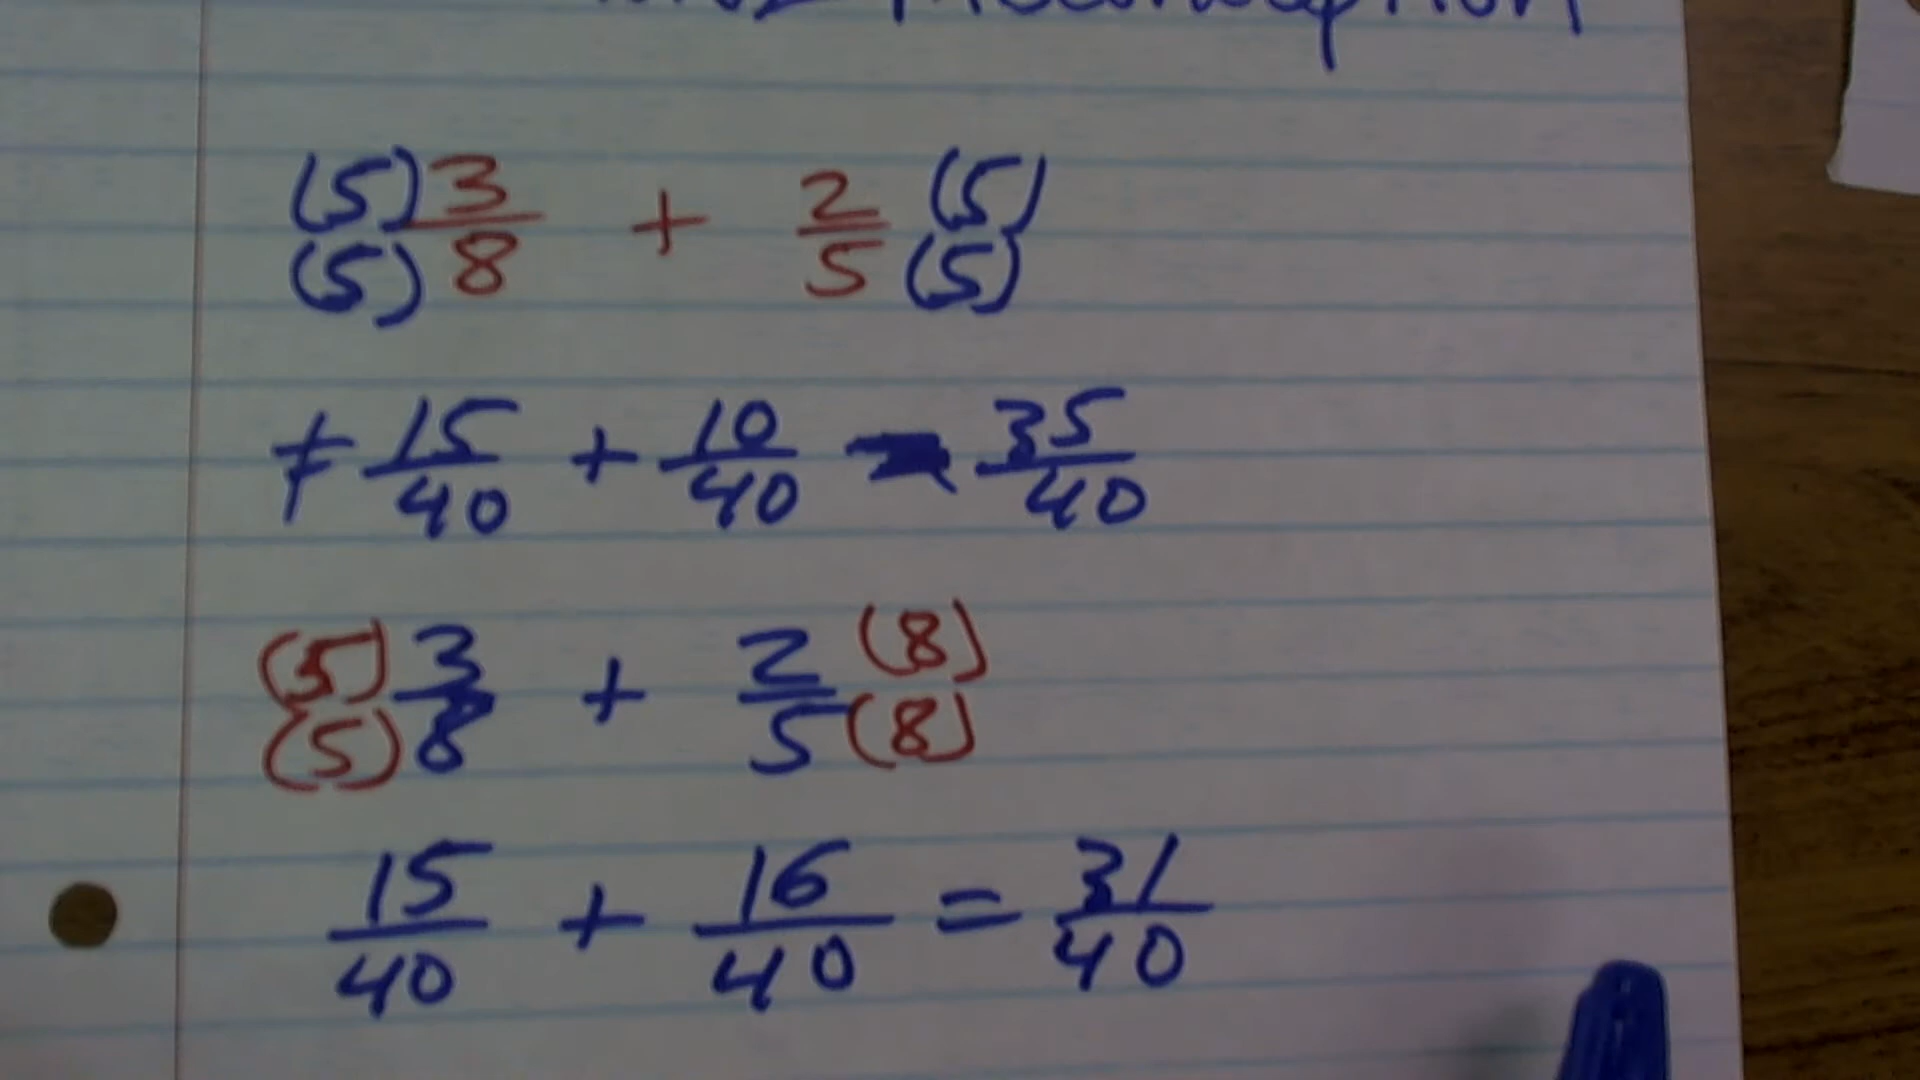 (5) 3 + 2 (5)
(5) 8 5 (5)
≠ 15/40 + 10/40 = 35/40
(5) 3 + 2 (8)
(5) 8 5 (8)
15/40 + 16/40 = 31/40